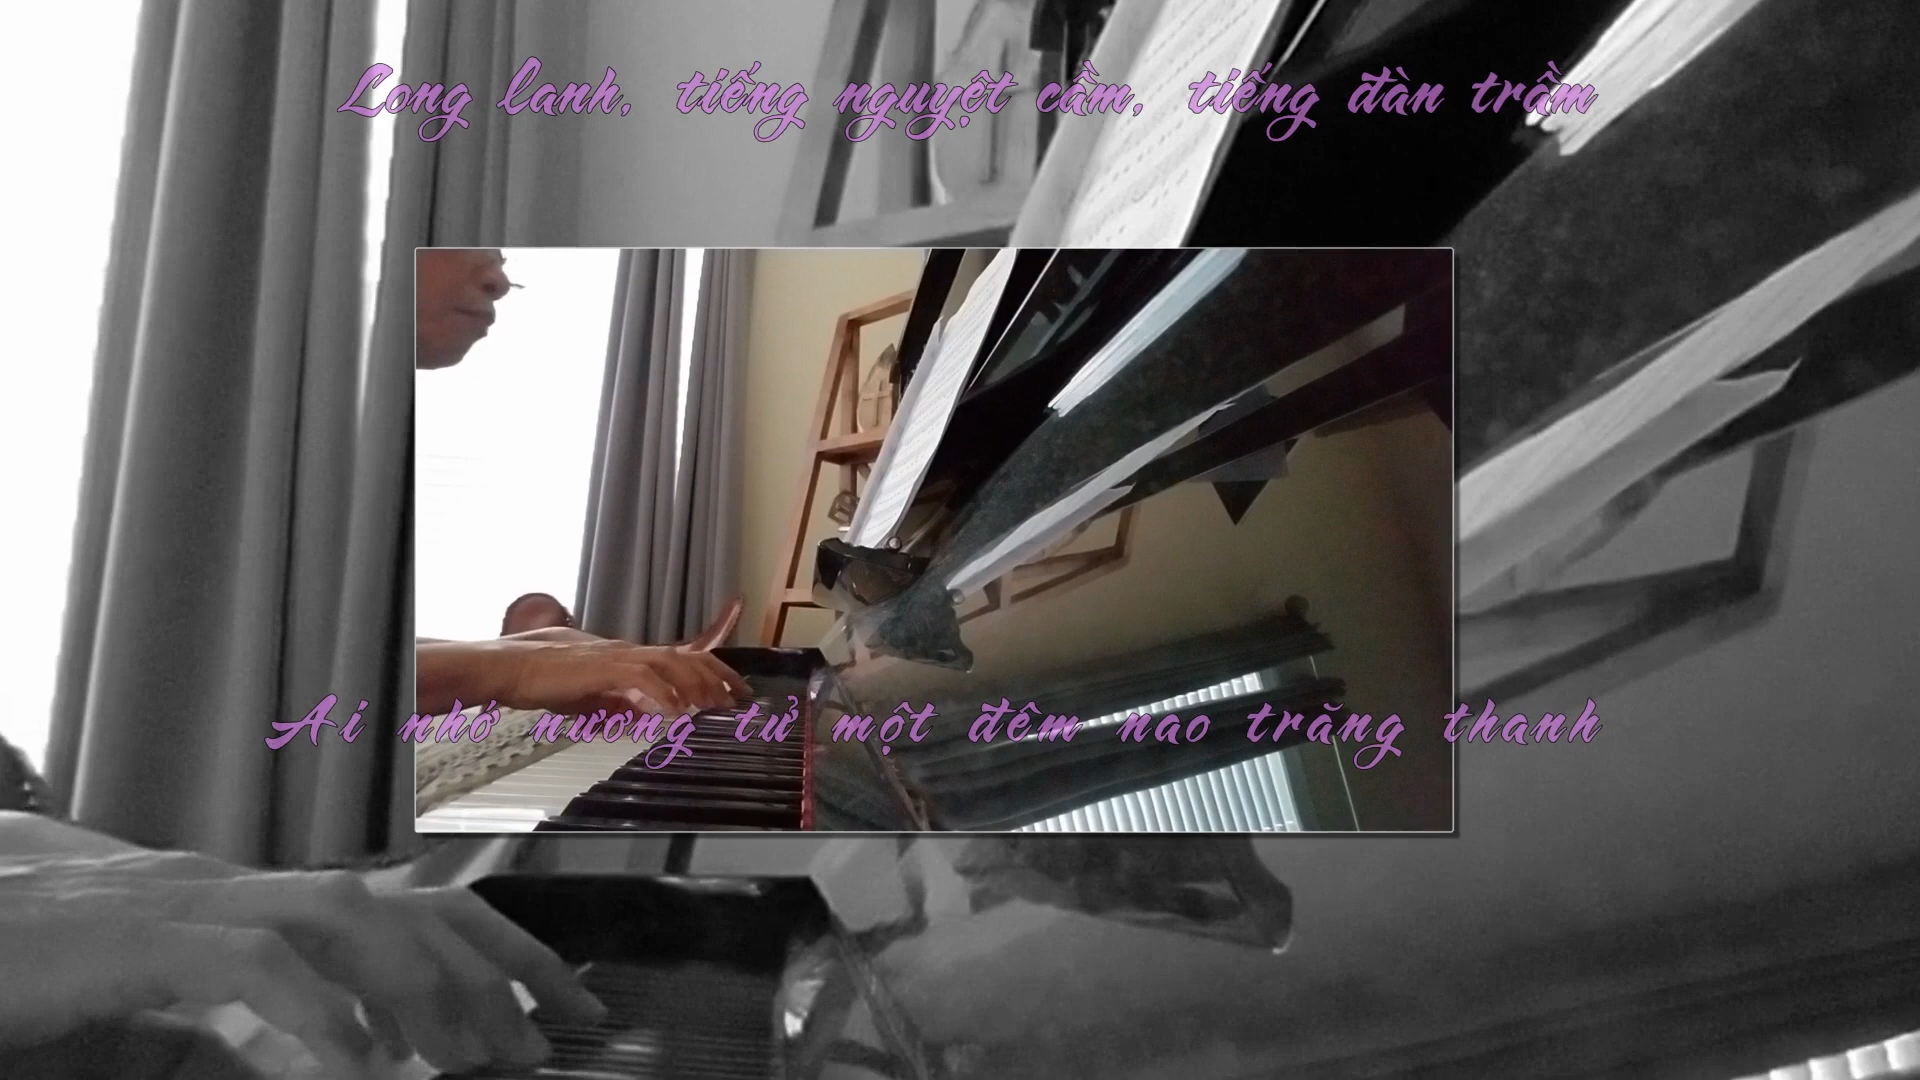 Long lanh, tiếng nguyệt cầm, tiếng đàn trầm
Ai nhớ nương tử một đêm nao trăng thanh